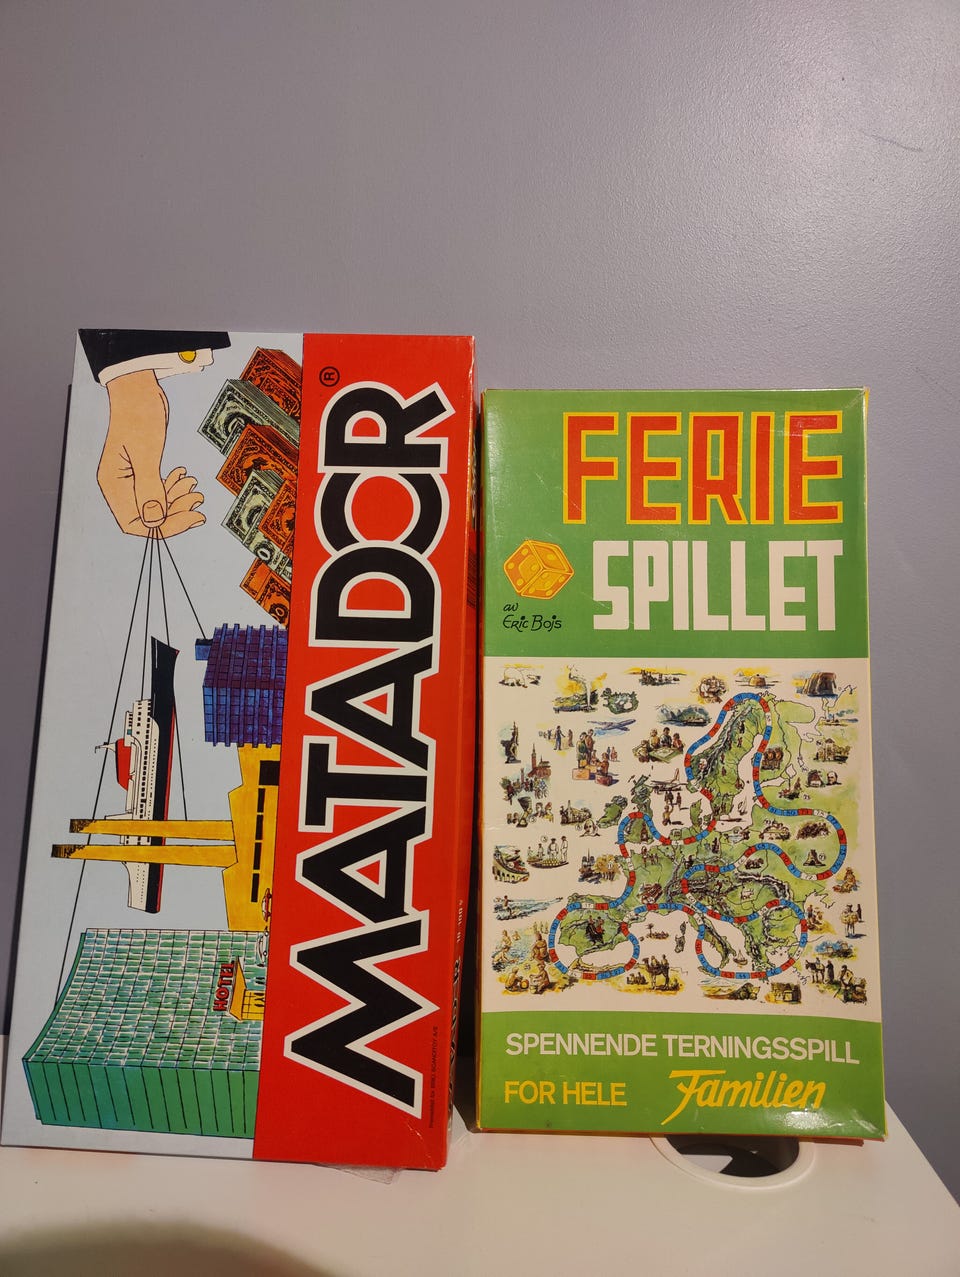 MATADOR®
HOTEL
FERIE
SPILLET
av
Eric Bojs
SPENNENDE TERNINGSSPILL
FOR HELE Familien